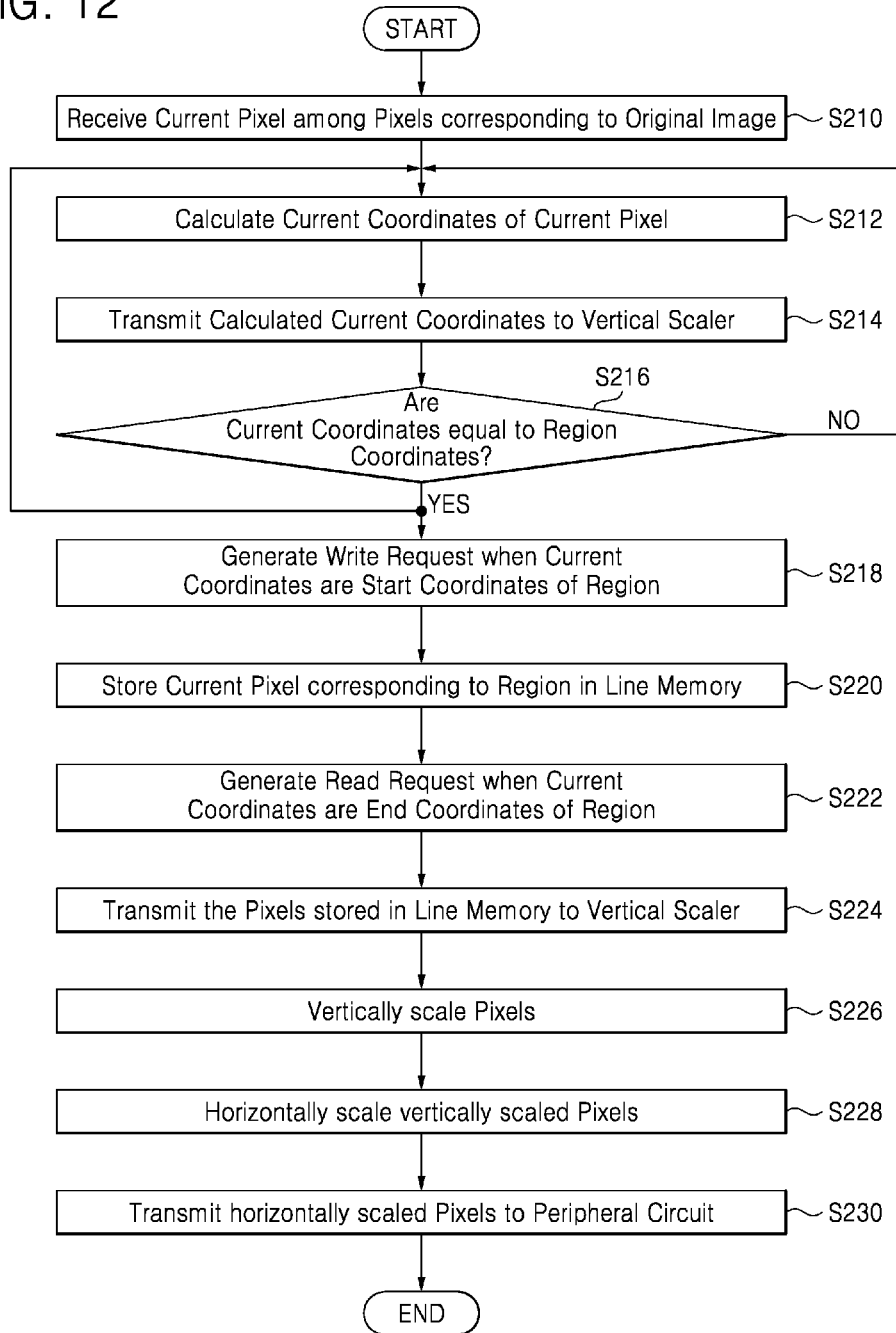 FIG. 12
START
Receive Current Pixel among Pixels corresponding to Original Image S210
Calculate Current Coordinates of Current Pixel S212
Transmit Calculated Current Coordinates to Vertical Scaler S214
S216
Are
Current Coordinates equal to Region
Coordinates?
NO
YES
Generate Write Request when Current
Coordinates are Start Coordinates of Region
S218
Store Current Pixel corresponding to Region in Line Memory S220
Generate Read Request when Current
Coordinates are End Coordinates of Region
S222
Transmit the Pixels stored in Line Memory to Vertical Scaler S224
Vertically scale Pixels S226
Horizontally scale vertically scaled Pixels S228
Transmit horizontally scaled Pixels to Peripheral Circuit S230
END